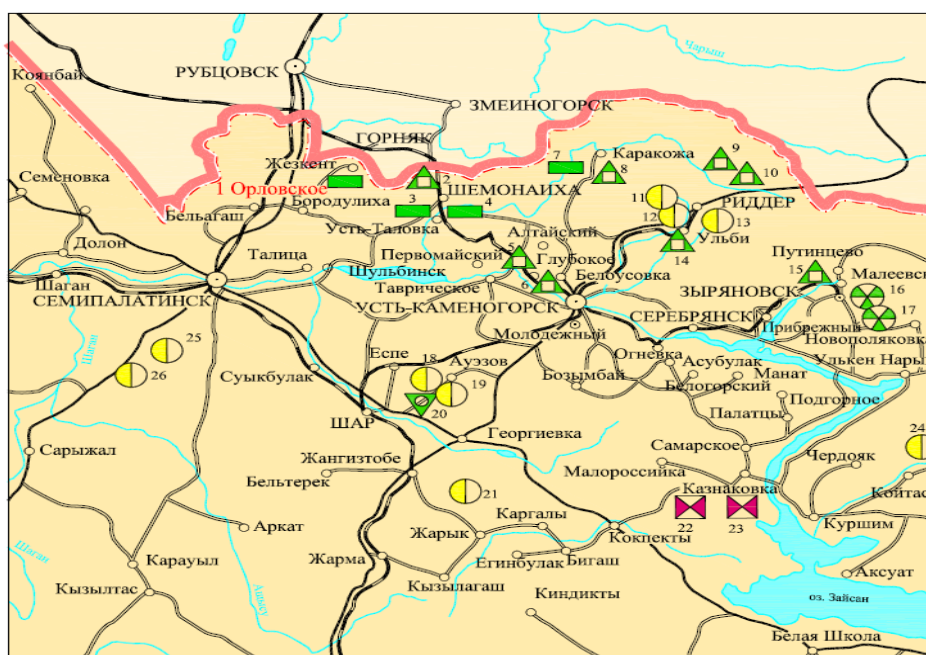 Чарыш
Коянбай
РУБЦОВСК
ЗМЕИНОГОРСК
ГОРНЯК
7
Каракожа
9
Жезкент
8
10
1 Орловское
2
ШЕМОНАИХА
Семеновка
3
4
11
РИДДЕР
Бородулиха
12
13
Бельагаш
Усть-Таловка
Алтайский
Ульби
Долон
5
14
Путинцево
Талица
Первомайский
Глубокое
15
Малеевск
Шульбинск
Белоусовка
Шаган
6
16
Таврическое
ЗЫРЯНОВСК
СЕМИПАЛАТИНСК
УСТЬ-КАМЕНОГОРСК
17
СЕРЕБРЯНСК
Прибрежный
Молодежный
Новополяковка
Шаган
25
Еспе
18
Огневка
Ауэзов
Асубулак
Улькен Нары
26
Суыкбулак
19
Бозымбай
Белогорский
Манат
Подгорное
20
Палатцы
ШАР
24
Георгиевка
Самарское
Сарыжал
Жангизтобе
Чердояк
Бельтерек
Малороссийка
Койтас
21
Казнаковка
Аркат
Каргалы
22
23
Куршим
Жарык
Кокпекты
Шаган
Карауыл
Жарма
Егинбулак
Бигаш
Аксуат
Кызылтас
Ащысу
Кызылагаш
Киндикты
оз. Зайсан
Белая Школа